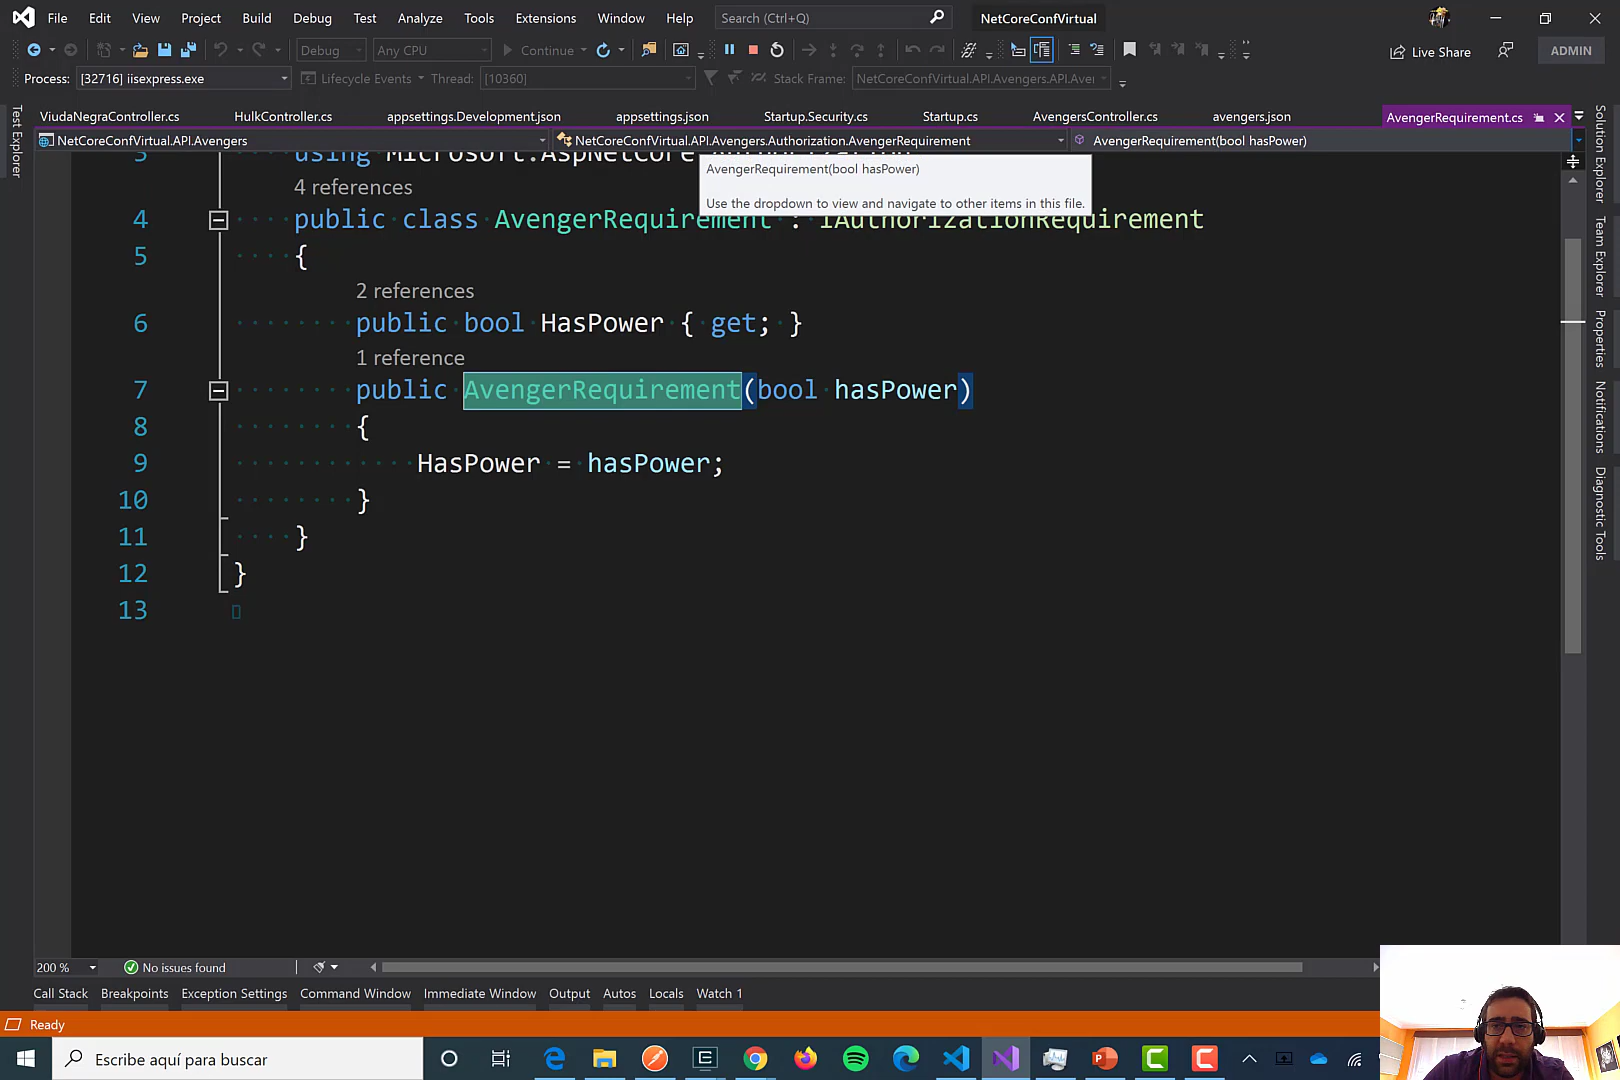 File Edit View Project Build Debug Test Analyze Tools Extensions Window Help Search (Ctrl+Q) NetCoreConfVirtual
Debug Any CPU Continue Live Share ADMIN
Process: [32716] iisexpress.exe Lifecycle Events Thread: [10360] Stack Frame: NetCoreConfVirtual.API.Avengers.API.Aver
ViudaNegraController.cs HulkController.cs appsettings.Development.json appsettings.json Startup.Security.cs Startup.cs AvengersController.cs avengers.json AvengerRequirement.cs
NetCoreConfVirtual.API.Avengers NetCoreConfVirtual.API.Avengers.Authorization.AvengerRequirement AvengerRequirement(bool hasPower)
3 using Microsoft.AspNetCore
AvengerRequirement(bool hasPower)
Use the dropdown to view and navigate to other items in this file.
4 references
4 public class AvengerRequirement : IAuthorizationRequirement
5 {
2 references
6 public bool HasPower { get; }
1 reference
7 public AvengerRequirement(bool hasPower)
8 {
9 HasPower = hasPower;
10 }
11 }
12 }
13
Test Explorer
Solution Explorer
Team Explorer
Properties
Notifications
Diagnostic Tools
200 % No issues found
Call Stack Breakpoints Exception Settings Command Window Immediate Window Output Autos Locals Watch 1
Ready
Escribe aquí para buscar